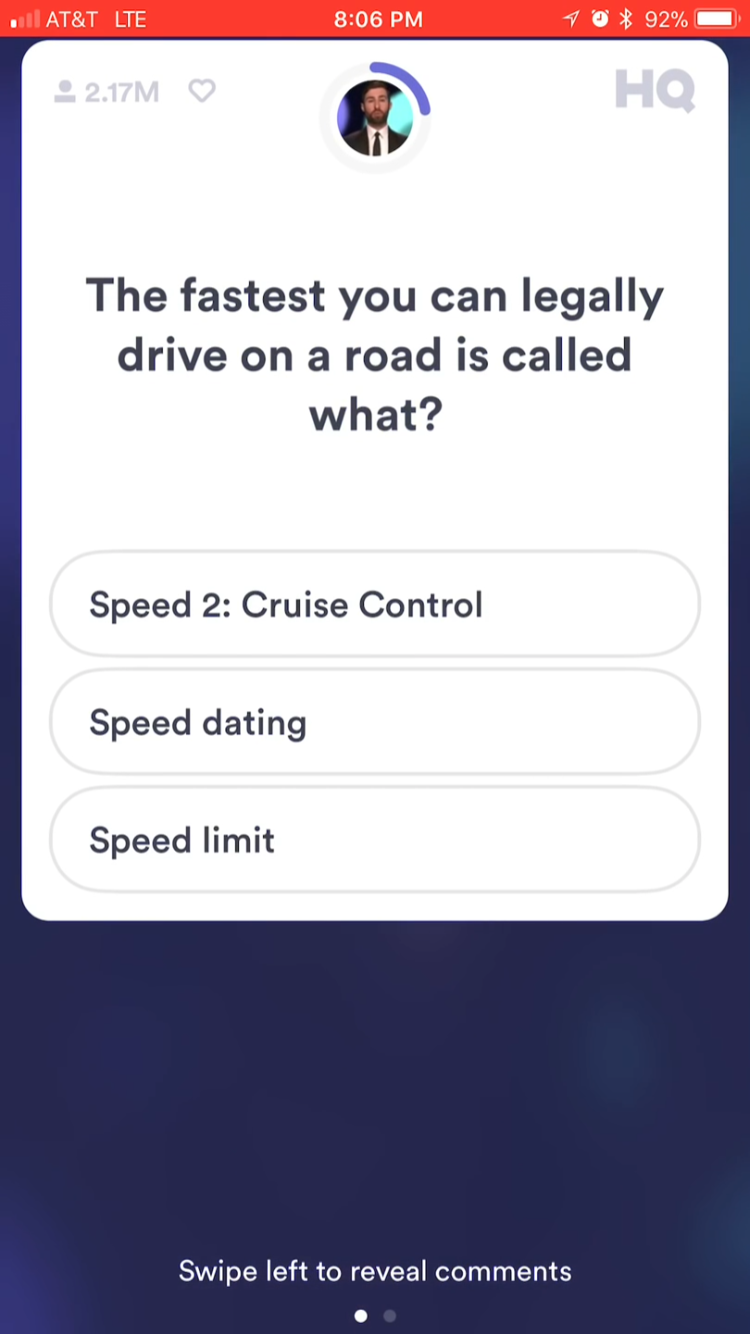 AT&T LTE 8:06 PM 92%
2.17M HQ
The fastest you can legally
drive on a road is called
what?
Speed 2: Cruise Control
Speed dating
Speed limit
Swipe left to reveal comments